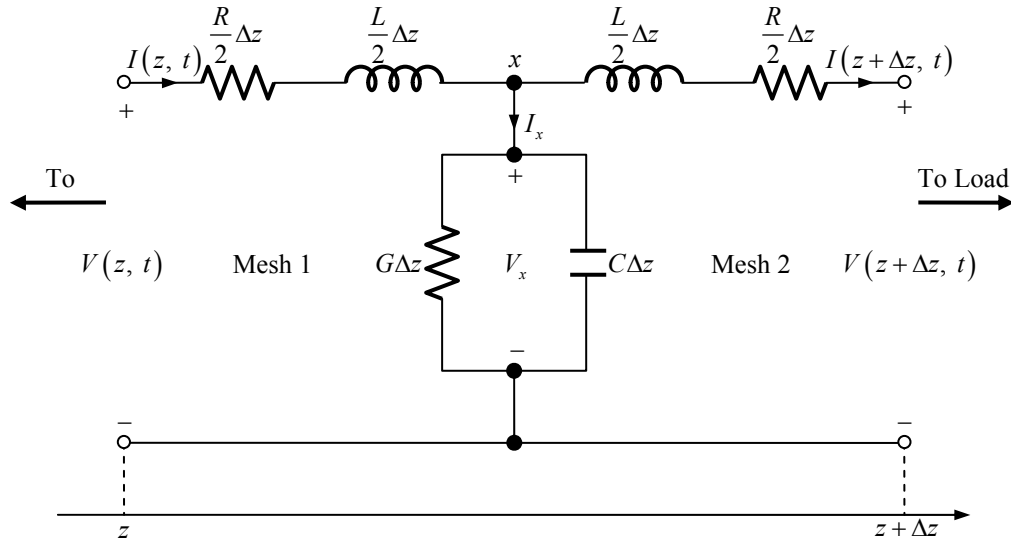 R/2 Δz
L/2 Δz
L/2 Δz
R/2 Δz
I(z, t)
x
I(z+Δz, t)
+
+
I_x
+
To
To Load
V(z, t)
Mesh 1
GΔz
V_x
CΔz
Mesh 2
V(z+Δz, t)
−
−
−
z
z+Δz